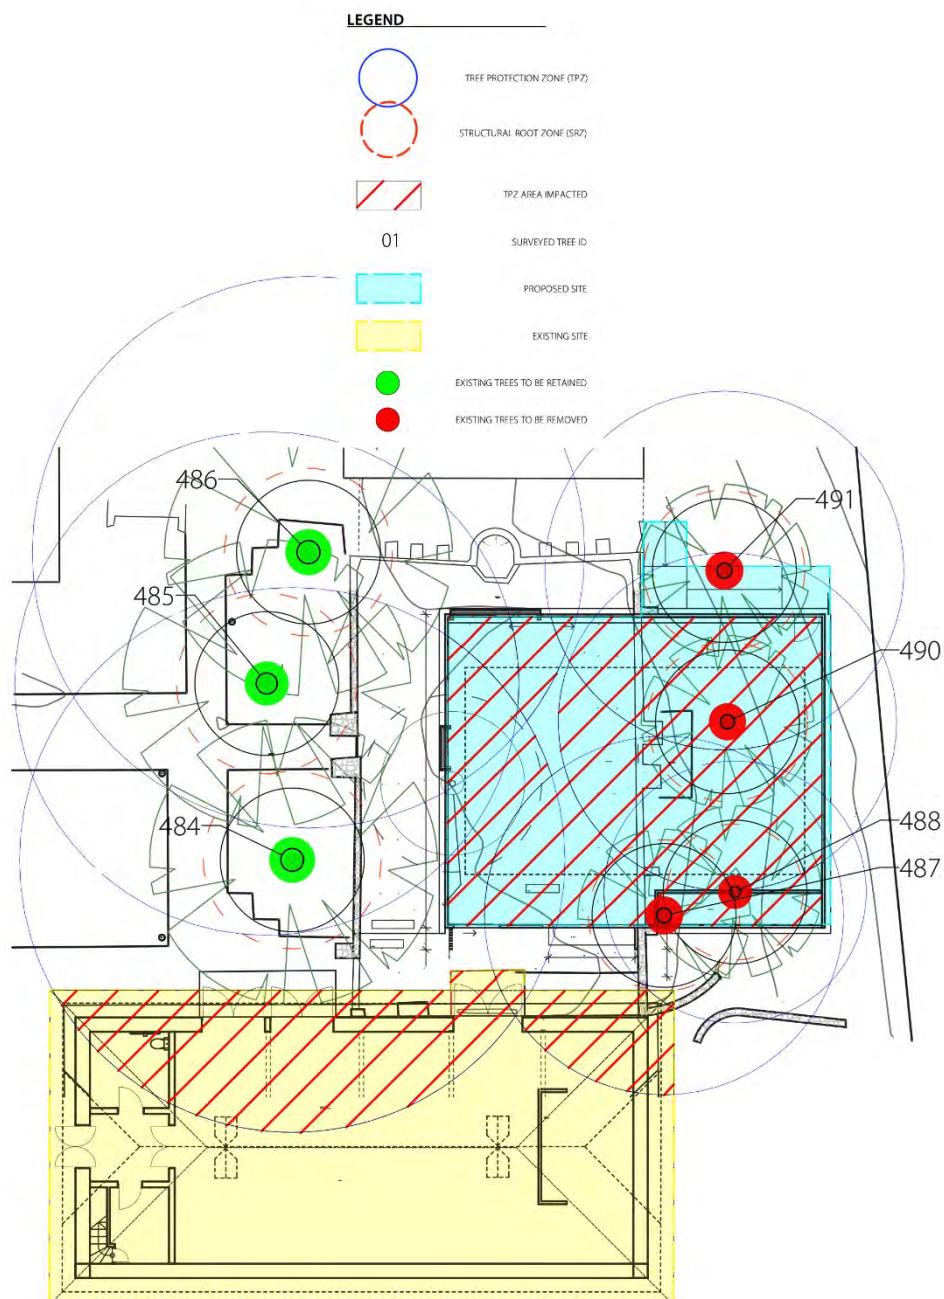 LEGEND
TREE PROTECTION ZONE (TPZ)
STRUCTURAL ROOT ZONE (SRZ)
TPZ AREA IMPACTED
01 SURVEYED TREE ID
PROPOSED SITE
EXISTING SITE
EXISTING TREES TO BE RETAINED
EXISTING TREES TO BE REMOVED
486
491
485
490
484
488
487